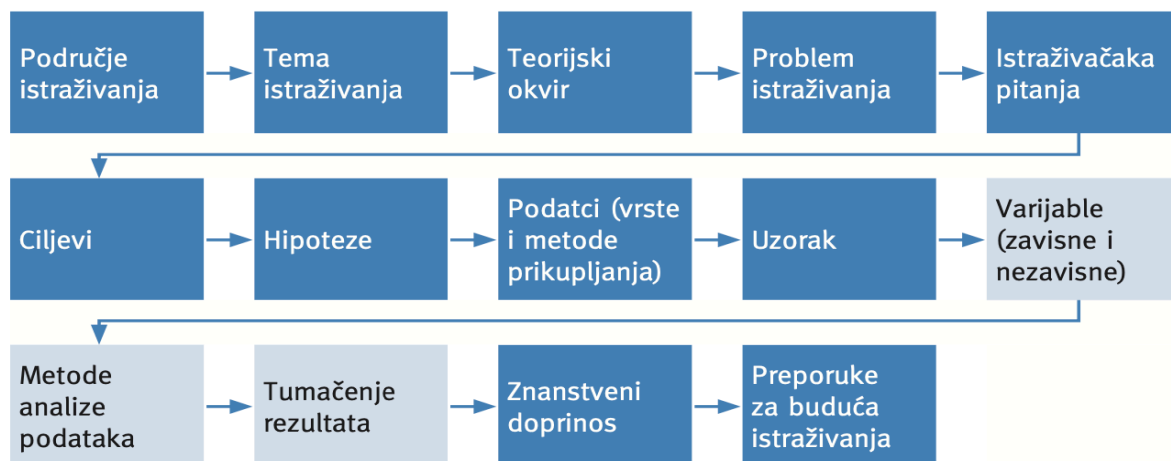 Područje
istraživanja
Tema
istraživanja
Teorijski
okvir
Problem
istraživanja
Istraživačaka
pitanja
Ciljevi
Hipoteze
Podatci (vrste
i metode
prikupljanja)
Uzorak
Varijable
(zavisne i
nezavisne)
Metode
analize
podataka
Tumačenje
rezultata
Znanstveni
doprinos
Preporuke
za buduća
istraživanja